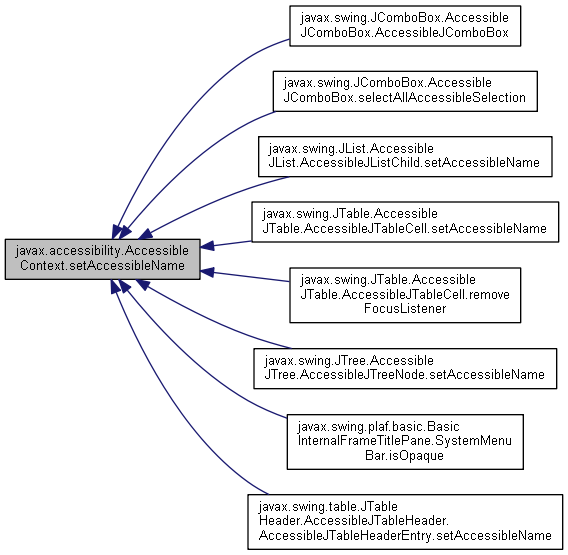 javax.swing.JComboBox.Accessible
JComboBox.AccessibleJComboBox
javax.swing.JComboBox.Accessible
JComboBox.selectAllAccessibleSelection
javax.swing.JList.Accessible
JList.AccessibleJListChild.setAccessibleName
javax.swing.JTable.Accessible
JTable.AccessibleJTableCell.setAccessibleName
javax.accessibility.Accessible
Context.setAccessibleName
javax.swing.JTable.Accessible
JTable.AccessibleJTableCell.remove
FocusListener
javax.swing.JTree.Accessible
JTree.AccessibleJTreeNode.setAccessibleName
javax.swing.plaf.basic.Basic
InternalFrameTitlePane.SystemMenu
Bar.isOpaque
javax.swing.table.JTable
Header.AccessibleJTableHeader.
AccessibleJTableHeaderEntry.setAccessibleName